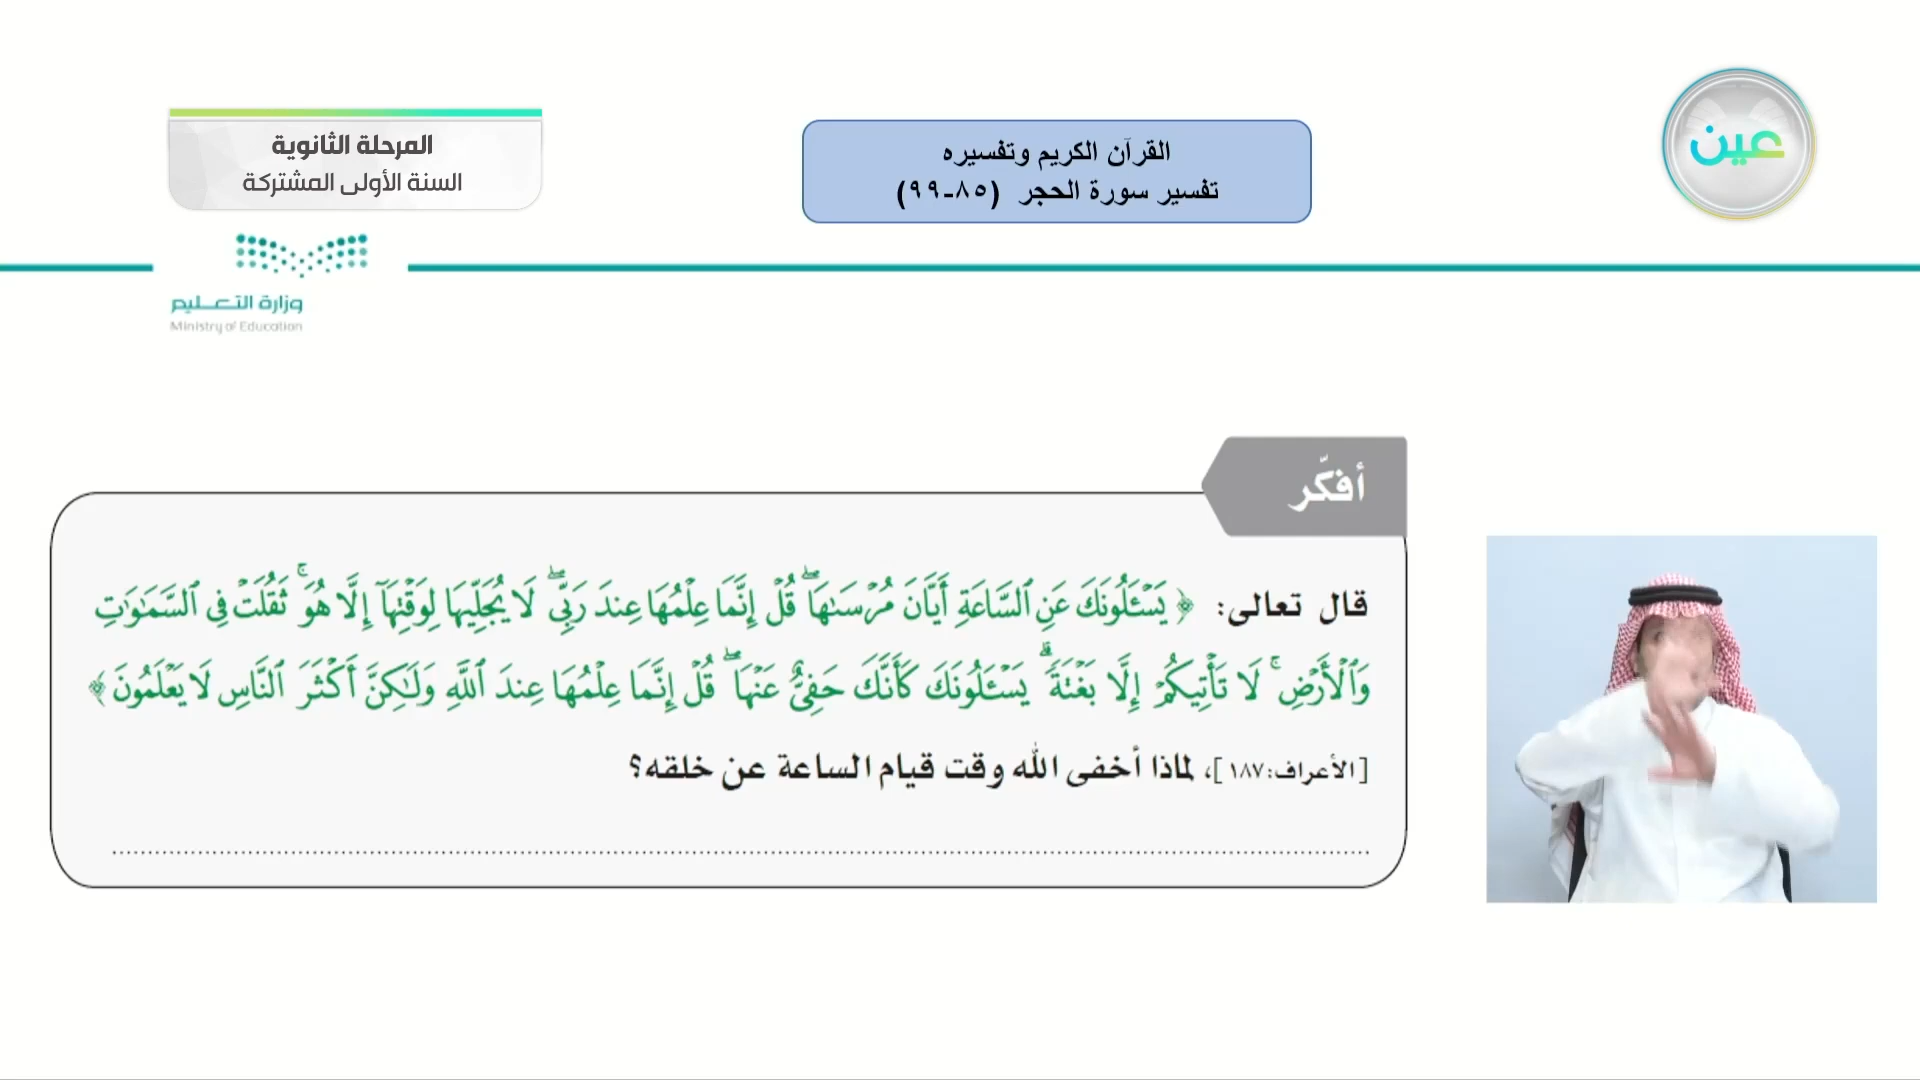 عين
القرآن الكريم وتفسيره
تفسير سورة الحجر (٨٥-٩٩)
المرحلة الثانوية
السنة الأولى المشتركة
وزارة التعليم
Ministry of Education
أفكّر
قال تعالى: ﴿ يَسْـَٔلُونَكَ عَنِ ٱلسَّاعَةِ أَيَّانَ مُرْسَىٰهَا ۖ قُلْ إِنَّمَا عِلْمُهَا عِندَ رَبِّى ۖ لَا يُجَلِّيهَا لِوَقْتِهَآ إِلَّا هُوَ ۚ ثَقُلَتْ فِى ٱلسَّمَٰوَٰتِ
وَٱلْأَرْضِ ۚ لَا تَأْتِيكُمْ إِلَّا بَغْتَةً ۗ يَسْـَٔلُونَكَ كَأَنَّكَ حَفِىٌّ عَنْهَا ۖ قُلْ إِنَّمَا عِلْمُهَا عِندَ ٱللَّهِ وَلَٰكِنَّ أَكْثَرَ ٱلنَّاسِ لَا يَعْلَمُونَ ﴾
[الأعراف:١٨٧]، لماذا أخفى الله وقت قيام الساعة عن خلقه؟